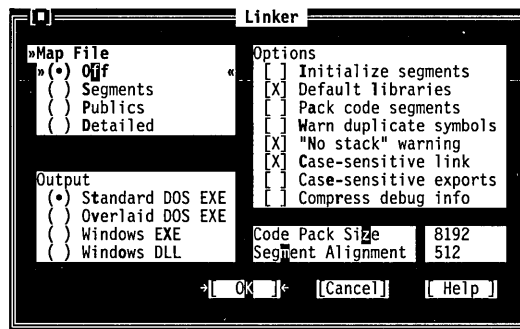 [■] Linker
»Map File
»(•) Off «
( ) Segments
( ) Publics
( ) Detailed
Output
(•) Standard DOS EXE
( ) Overlaid DOS EXE
( ) Windows EXE
( ) Windows DLL
Options
[ ] Initialize segments
[X] Default libraries
[ ] Pack code segments
[ ] Warn duplicate symbols
[X] "No stack" warning
[X] Case-sensitive link
[ ] Case-sensitive exports
[ ] Compress debug info
Code Pack Size 8192
Segment Alignment 512
→[ OK ]← [Cancel] [ Help ]